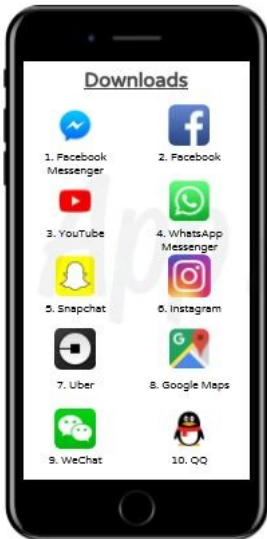 Downloads
1. Facebook
Messenger
2. Facebook
3. YouTube
4. WhatsApp
Messenger
5. Snapchat
6. Instagram
7. Uber
8. Google Maps
9. WeChat
10. QQ
App